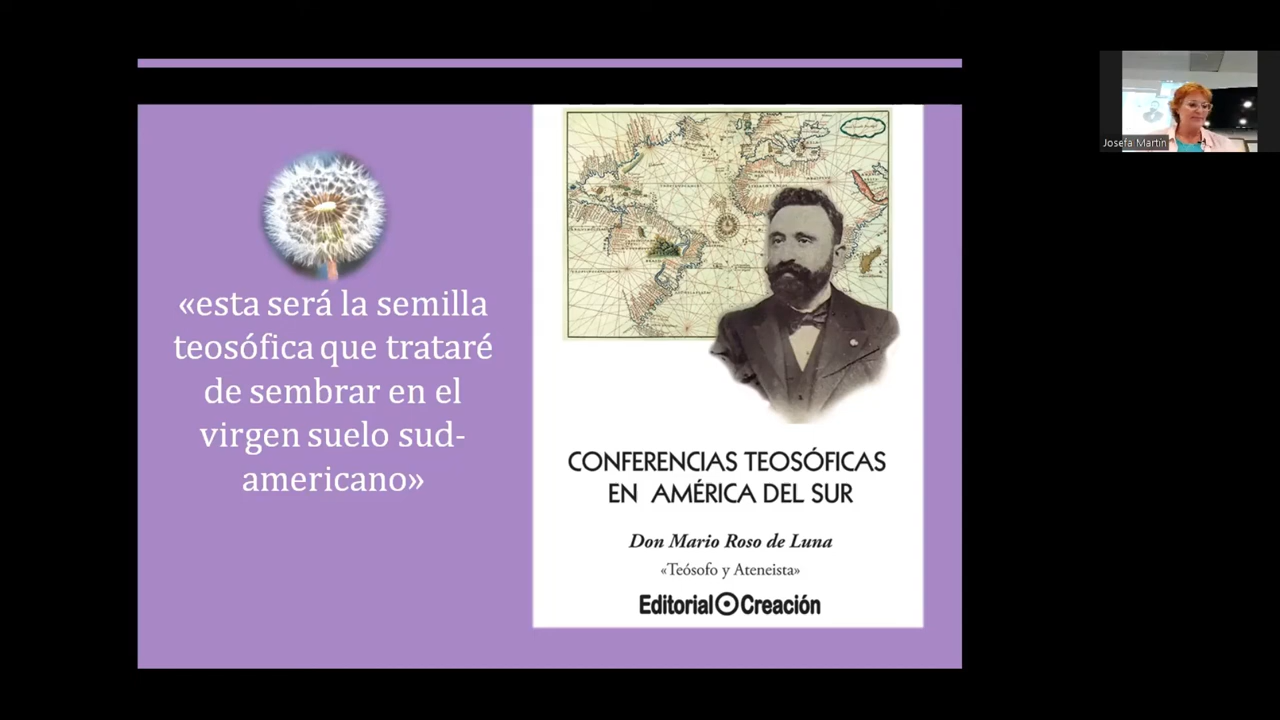 «esta será la semilla
teosófica que trataré
de sembrar en el
virgen suelo sud-
americano»
CONFERENCIAS TEOSÓFICAS
EN AMÉRICA DEL SUR
Don Mario Roso de Luna
«Teósofo y Ateneista»
Editorial Creación
Josefa Martín